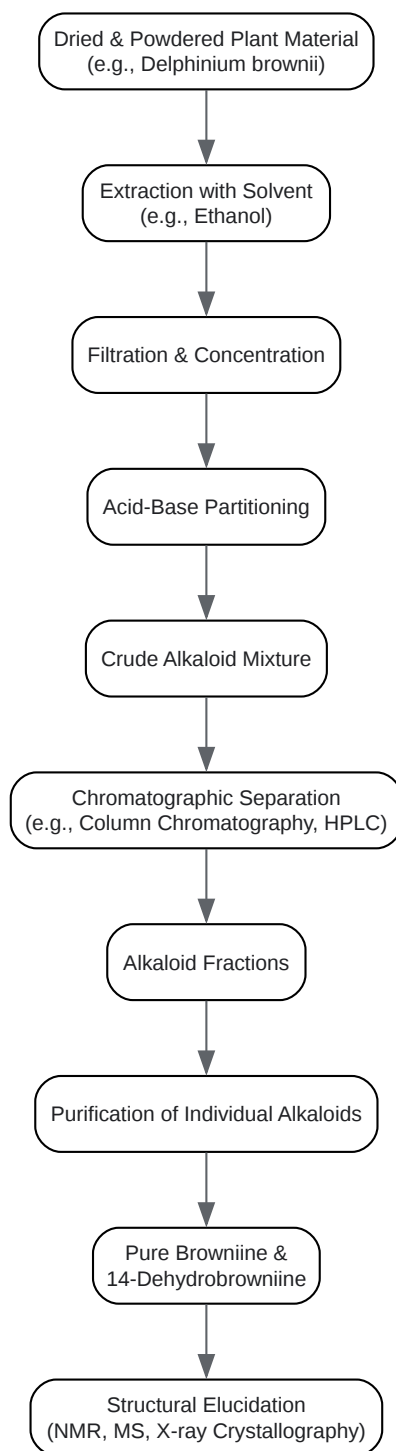 Dried & Powdered Plant Material
(e.g., Delphinium brownii)
Extraction with Solvent
(e.g., Ethanol)
Filtration & Concentration
Acid-Base Partitioning
Crude Alkaloid Mixture
Chromatographic Separation
(e.g., Column Chromatography, HPLC)
Alkaloid Fractions
Purification of Individual Alkaloids
Pure Browniine &
14-Dehydrobrowniine
Structural Elucidation
(NMR, MS, X-ray Crystallography)